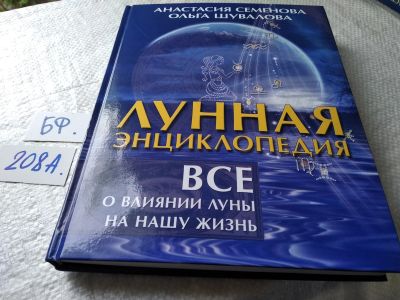 АНАСТАСИЯ СЕМЕНОВА
ОЛЬГА ШУВАЛОВА
ЛУННАЯ
ЭНЦИКЛОПЕДИЯ
ВСЕ
О ВЛИЯНИИ ЛУНЫ
НА НАШУ ЖИЗНЬ
БФ.
208А.